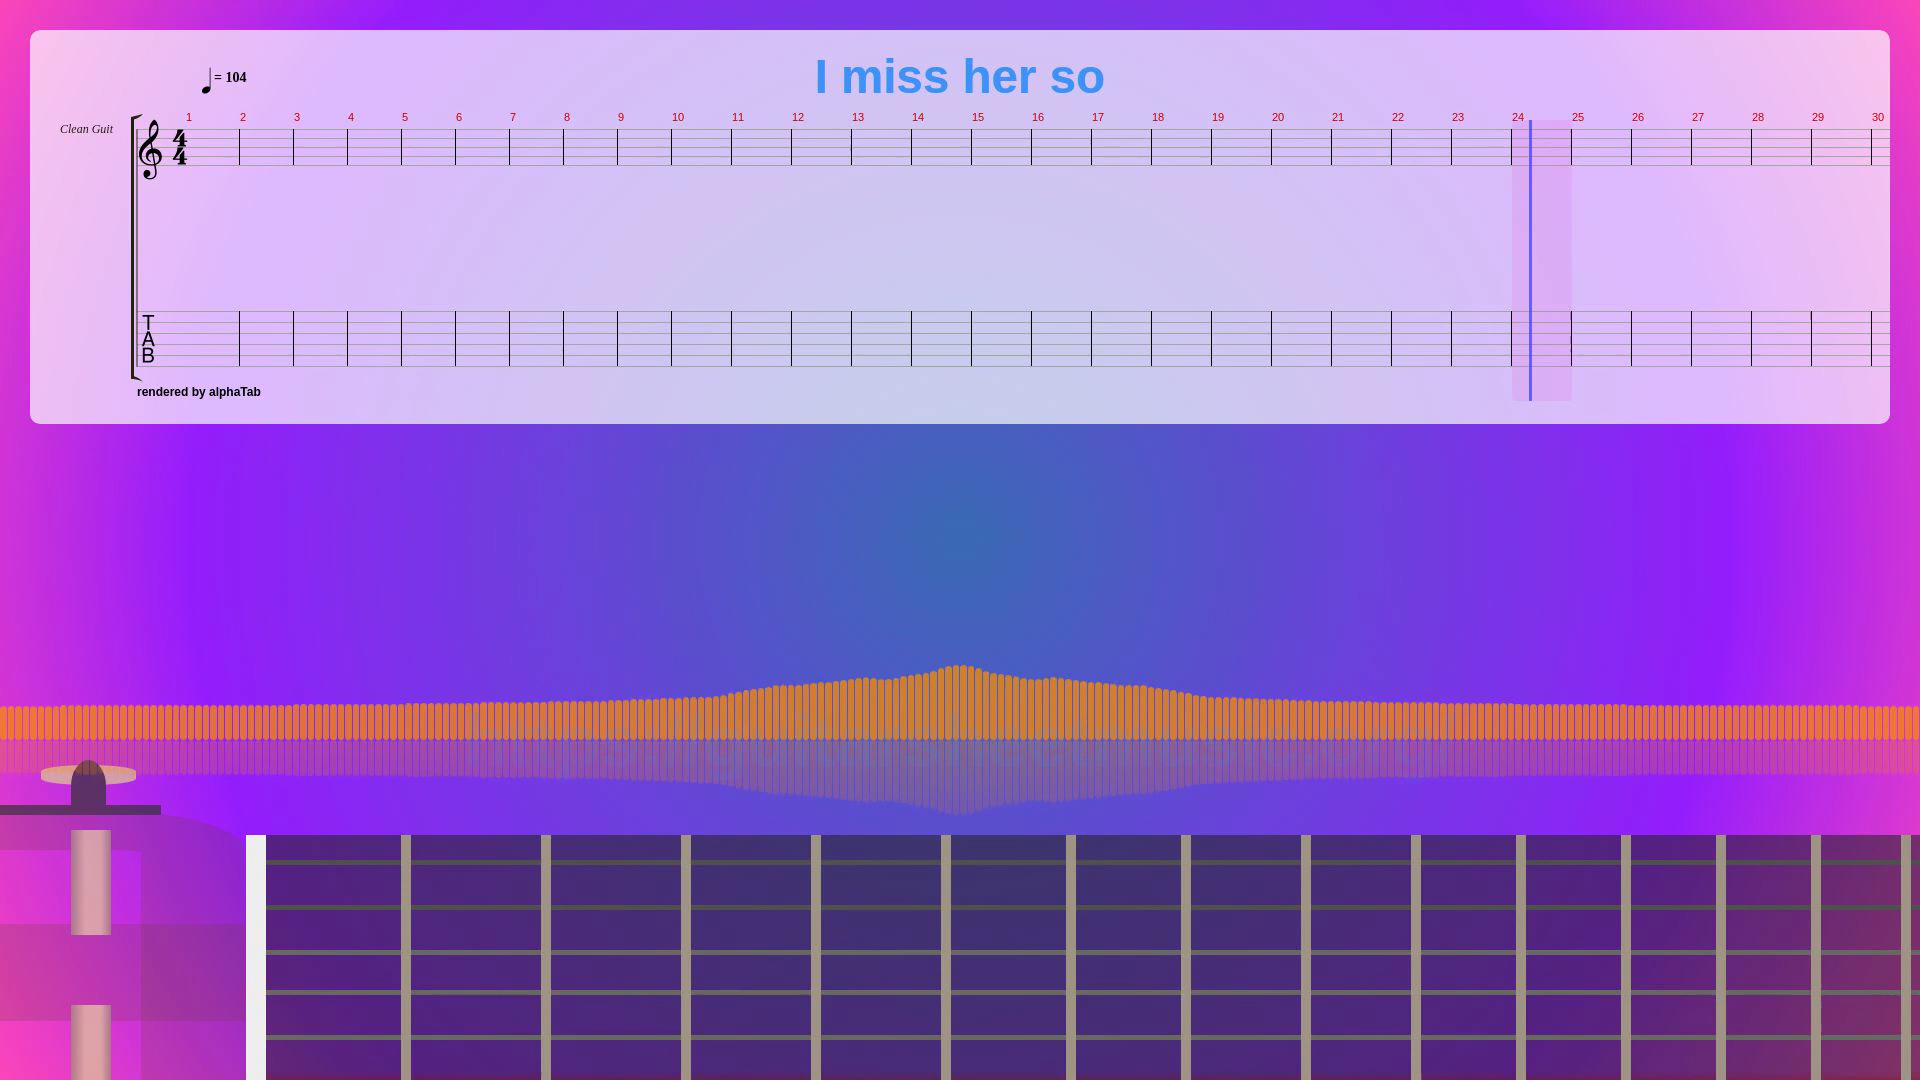 I miss her so
= 104
1 2 3 4 5 6 7 8 9 10 11 12 13 14 15 16 17 18 19 20 21 22 23 24 25 26 27 28 29 30
Clean Guit
4
4
T
A
B
rendered by alphaTab